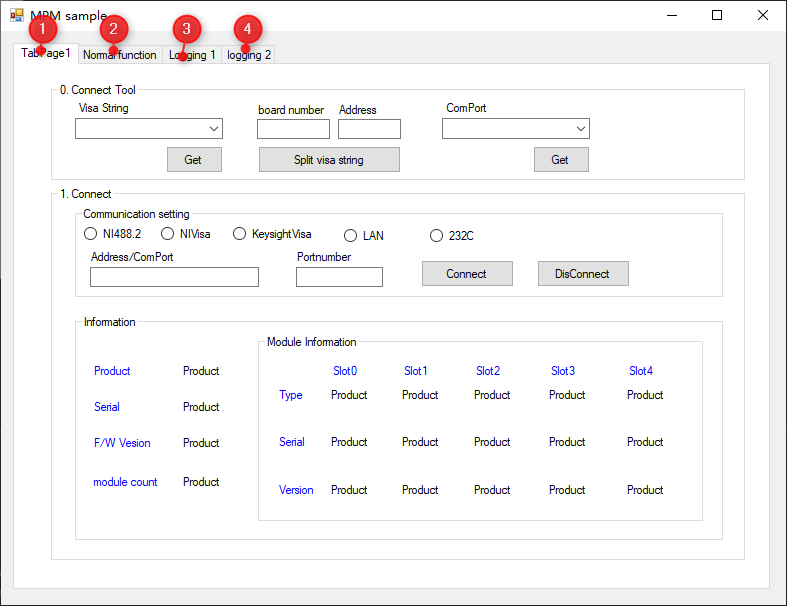 MPM sample
1 2 3 4
TabPage1 Normal function Logging 1 logging 2
0. Connect Tool
Visa String board number Address ComPort
Get Split visa string Get
1. Connect
Communication setting
NI488.2 NIVisa KeysightVisa LAN 232C
Address/ComPort Portnumber
Connect DisConnect
Information
Module Information
Product Product Slot0 Slot1 Slot2 Slot3 Slot4
Type Product Product Product Product Product
Serial Product
F/W Vesion Product Serial Product Product Product Product Product
module count Product Version Product Product Product Product Product